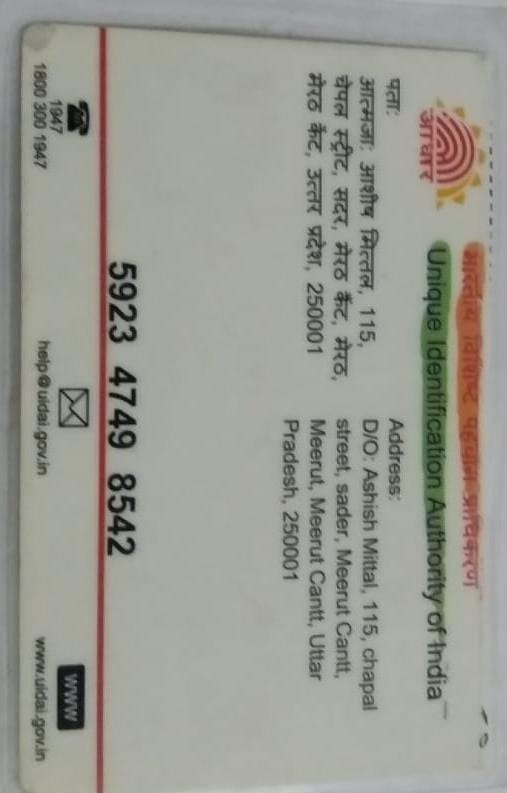 भारतीय विशिष्ट पहचान प्राधिकरण
Unique Identification Authority of India
आधार
पता:
आत्मजा: आशीष मित्तल, 115,
चेपल स्ट्रीट, सदर, मेरठ कैंट, मेरठ,
मेरठ कैंट, उत्तर प्रदेश, 250001
Address:
D/O: Ashish Mittal, 115, chapal
street, sader, Meerut Cantt,
Meerut, Meerut Cantt, Uttar
Pradesh, 250001
5923 4749 8542
1947
1800 300 1947
help@uidai.gov.in
www
www.uidai.gov.in